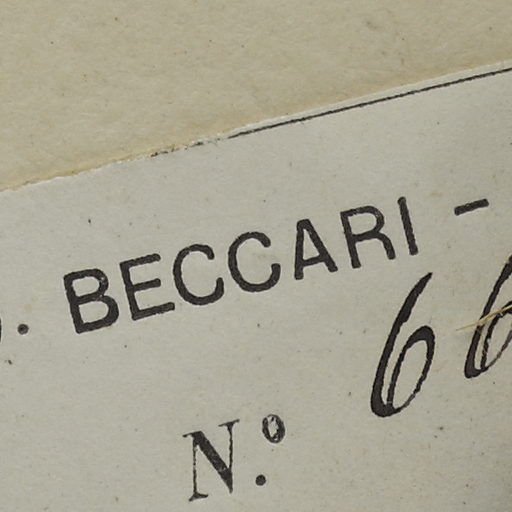 . BECCARI -
N.º 66